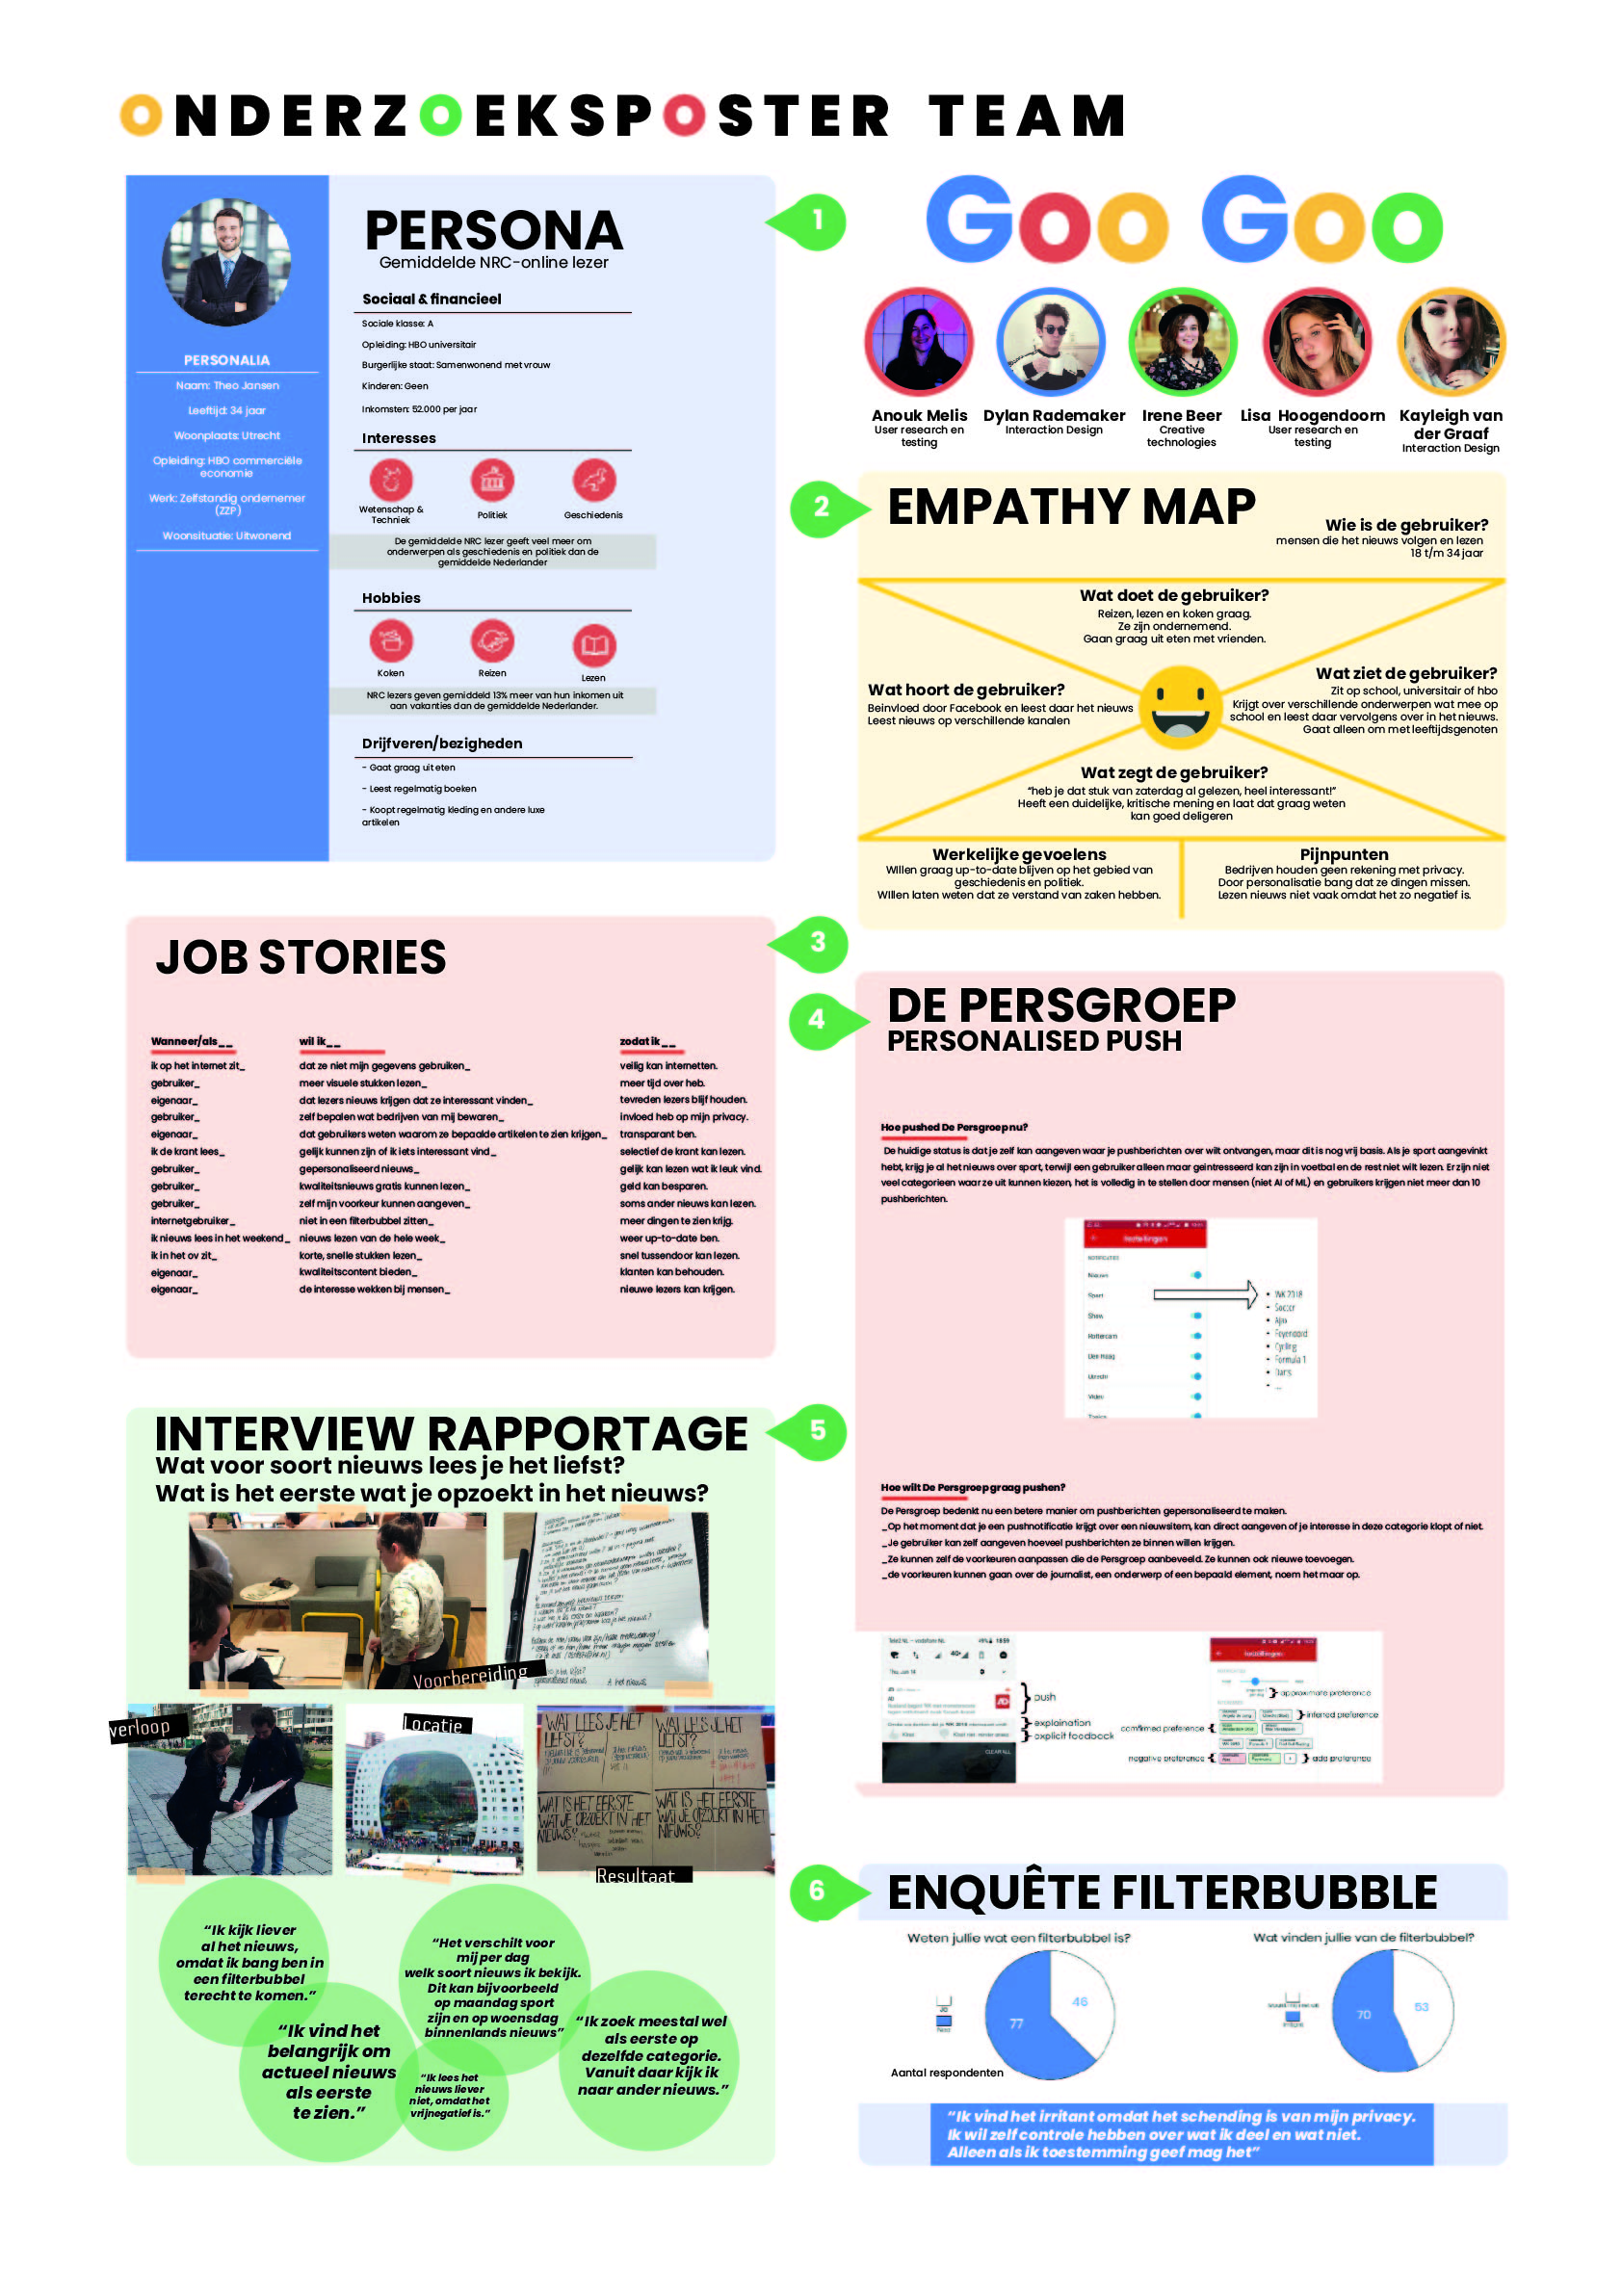 ONDERZOEKSPOSTER TEAM
Goo Goo
PERSONALIA
Naam: Theo Jansen
Leeftijd: 34 jaar
Woonplaats: Utrecht
Opleiding: HBO commerciële
economie
Werk: Zelfstandig ondernemer
(ZZP)
Woonsituatie: Uitwonend
PERSONA
Gemiddelde NRC-online lezer
Sociaal & financieel
Sociale klasse: A
Opleiding: HBO universitair
Burgerlijke staat: Samenwonend met vrouw
Kinderen: Geen
Inkomsten: 52.000 per jaar
Interesses
Wetenschap &
Techniek
Politiek
Geschiedenis
De gemiddelde NRC lezer geeft veel meer om
onderwerpen als geschiedenis en politiek dan de
gemiddelde Nederlander
Hobbies
Koken
Reizen
Lezen
NRC lezers geven gemiddeld 13% meer van hun inkomen uit
aan vakanties dan de gemiddelde Nederlander.
Drijfveren/bezigheden
- Gaat graag uit eten
- Leest regelmatig boeken
- Koopt regelmatig kleding en andere luxe
artikelen
1
Anouk Melis
User research en
testing
Dylan Rademaker
Interaction Design
Irene Beer
Creative
technologies
Lisa Hoogendoorn
User research en
testing
Kayleigh van
der Graaf
Interaction Design
2
EMPATHY MAP
Wie is de gebruiker?
mensen die het nieuws volgen en lezen
18 t/m 34 jaar
Wat doet de gebruiker?
Reizen, lezen en koken graag.
Ze zijn ondernemend.
Gaan graag uit eten met vrienden.
Wat hoort de gebruiker?
Beinvloed door Facebook en leest daar het nieuws
Leest nieuws op verschillende kanalen
Wat ziet de gebruiker?
Zit op school, universitair of hbo
Krijgt over verschillende onderwerpen wat mee op
school en leest daar vervolgens over in het nieuws.
Gaat alleen om met leeftijdsgenoten
Wat zegt de gebruiker?
“heb je dat stuk van zaterdag al gelezen, heel interessant!”
Heeft een duidelijke, kritische mening en laat dat graag weten
kan goed deligeren
Werkelijke gevoelens
WIllen graag up-to-date blijven op het gebied van
geschiedenis en politiek.
WIllen laten weten dat ze verstand van zaken hebben.
Pijnpunten
Bedrijven houden geen rekening met privacy.
Door personalisatie bang dat ze dingen missen.
Lezen nieuws niet vaak omdat het zo negatief is.
3
JOB STORIES
Wanneer/als__ wil ik__ zodat ik__
ik op het internet zit_ dat ze niet mijn gegevens gebruiken_ veilig kan internetten.
gebruiker_ meer visuele stukken lezen_ meer tijd over heb.
eigenaar_ dat lezers nieuws krijgen dat ze interessant vinden_ tevreden lezers blijf houden.
gebruiker_ zelf bepalen wat bedrijven van mij bewaren_ invloed heb op mijn privacy.
eigenaar_ dat gebruikers weten waarom ze bepaalde artikelen te zien krijgen_ transparant ben.
ik de krant lees_ gelijk kunnen zijn of ik iets interessant vind_ selectief de krant kan lezen.
gebruiker_ gepersonaliseerd nieuws_ gelijk kan lezen wat ik leuk vind.
gebruiker_ kwaliteitsnieuws gratis kunnen lezen_ geld kan besparen.
gebruiker_ zelf mijn voorkeur kunnen aangeven_ soms ander nieuws kan lezen.
internetgebruiker_ niet in een filterbubbel zitten_ meer dingen te zien krijg.
ik nieuws lees in het weekend_ nieuws lezen van de hele week_ weer up-to-date ben.
ik in het ov zit_ korte, snelle stukken lezen_ snel tussendoor kan lezen.
eigenaar_ kwaliteitscontent bieden_ klanten kan behouden.
eigenaar_ de interesse wekken bij mensen_ nieuwe lezers kan krijgen.
4
DE PERSGROEP
PERSONALISED PUSH
Hoe pushed De Persgroep nu?
De huidige status is dat je zelf kan aangeven waar je pushberichten over wilt ontvangen, maar dit is nog vrij basis. Als je sport aangevinkt
hebt, krijg je al het nieuws over sport, terwijl een gebruiker alleen maar geintresseerd kan zijn in voetbal en de rest niet wilt lezen. Er zijn niet
veel categorieen waar ze uit kunnen kiezen, het is volledig in te stellen door mensen (niet AI of ML) en gebruikers krijgen niet meer dan 10
pushberichten.
Instellingen
Nieuws
Sport
Show
Rotterdam
Den Haag
Utrecht
Video
Topics
WK 2018
Soccer
Ajax
Feyenoord
Cycling
Formula 1
Darts
...
Hoe wilt De Persgroep graag pushen?
De Persgroep bedenkt nu een betere manier om pushberichten gepersonaliseerd te maken.
_Op het moment dat je een pushnotificatie krijgt over een nieuwsitem, kan direct aangeven of je interesse in deze categorie klopt of niet.
_Je gebruiker kan zelf aangeven hoeveel pushberichten ze binnen willen krijgen.
_Ze kunnen zelf de voorkeuren aanpassen die de Persgroep aanbeveeld. Ze kunnen ook nieuwe toevoegen.
_de voorkeuren kunnen gaan over de journalist, een onderwerp of een bepaald element, noem het maar op.
push
explaination
explicit feedback
CLEAR ALL
Instellingen
approximate preference
inferred preference
comfirmed preference
negative preference
add preference
5
INTERVIEW RAPPORTAGE
Wat voor soort nieuws lees je het liefst?
Wat is het eerste wat je opzoekt in het nieuws?
Voorbereiding
verloop
Locatie
WAT LEES JE HET
LIEFST?
WAT LEES JE HET
LIEFST?
WAT IS HET EERSTE
WAT JE OPZOEKT IN HET
NIEUWS?
WAT IS HET EERSTE
WAT JE OPZOEKT IN HET
NIEUWS?
Resultaat
“Ik kijk liever
al het nieuws,
omdat ik bang ben in
een filterbubbel
terecht te komen.”
“Het verschilt voor
mij per dag
welk soort nieuws ik bekijk.
Dit kan bijvoorbeeld
op maandag sport
zijn en op woensdag
binnenlands nieuws”
“Ik vind het
belangrijk om
actueel nieuws
als eerste
te zien.”
“Ik lees het
nieuws liever
niet, omdat het
vrij negatief is.”
“Ik zoek meestal wel
als eerste op
dezelfde categorie.
Vanuit daar kijk ik
naar ander nieuws.”
6
ENQUÊTE FILTERBUBBLE
Weten jullie wat een filterbubbel is?
46
77
Aantal respondenten
Wat vinden jullie van de filterbubbel?
70
53
“Ik vind het irritant omdat het schending is van mijn privacy.
Ik wil zelf controle hebben over wat ik deel en wat niet.
Alleen als ik toestemming geef mag het”